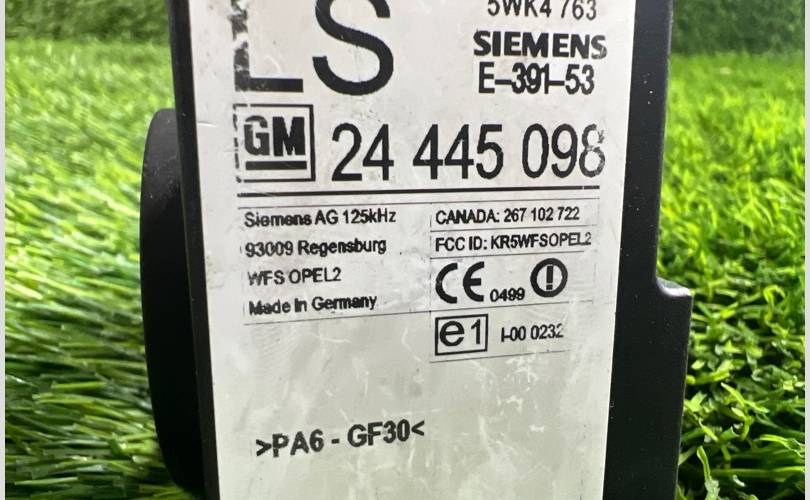 5WK4 763
LS
SIEMENS
E-391-53
GM 24 445 098
Siemens AG 125kHz
93009 Regensburg
WFS OPEL2
Made in Germany
CANADA: 267 102 722
FCC ID: KR5WFSOPEL2
CE 0499
e1 I-00 0232
>PA6 - GF30<